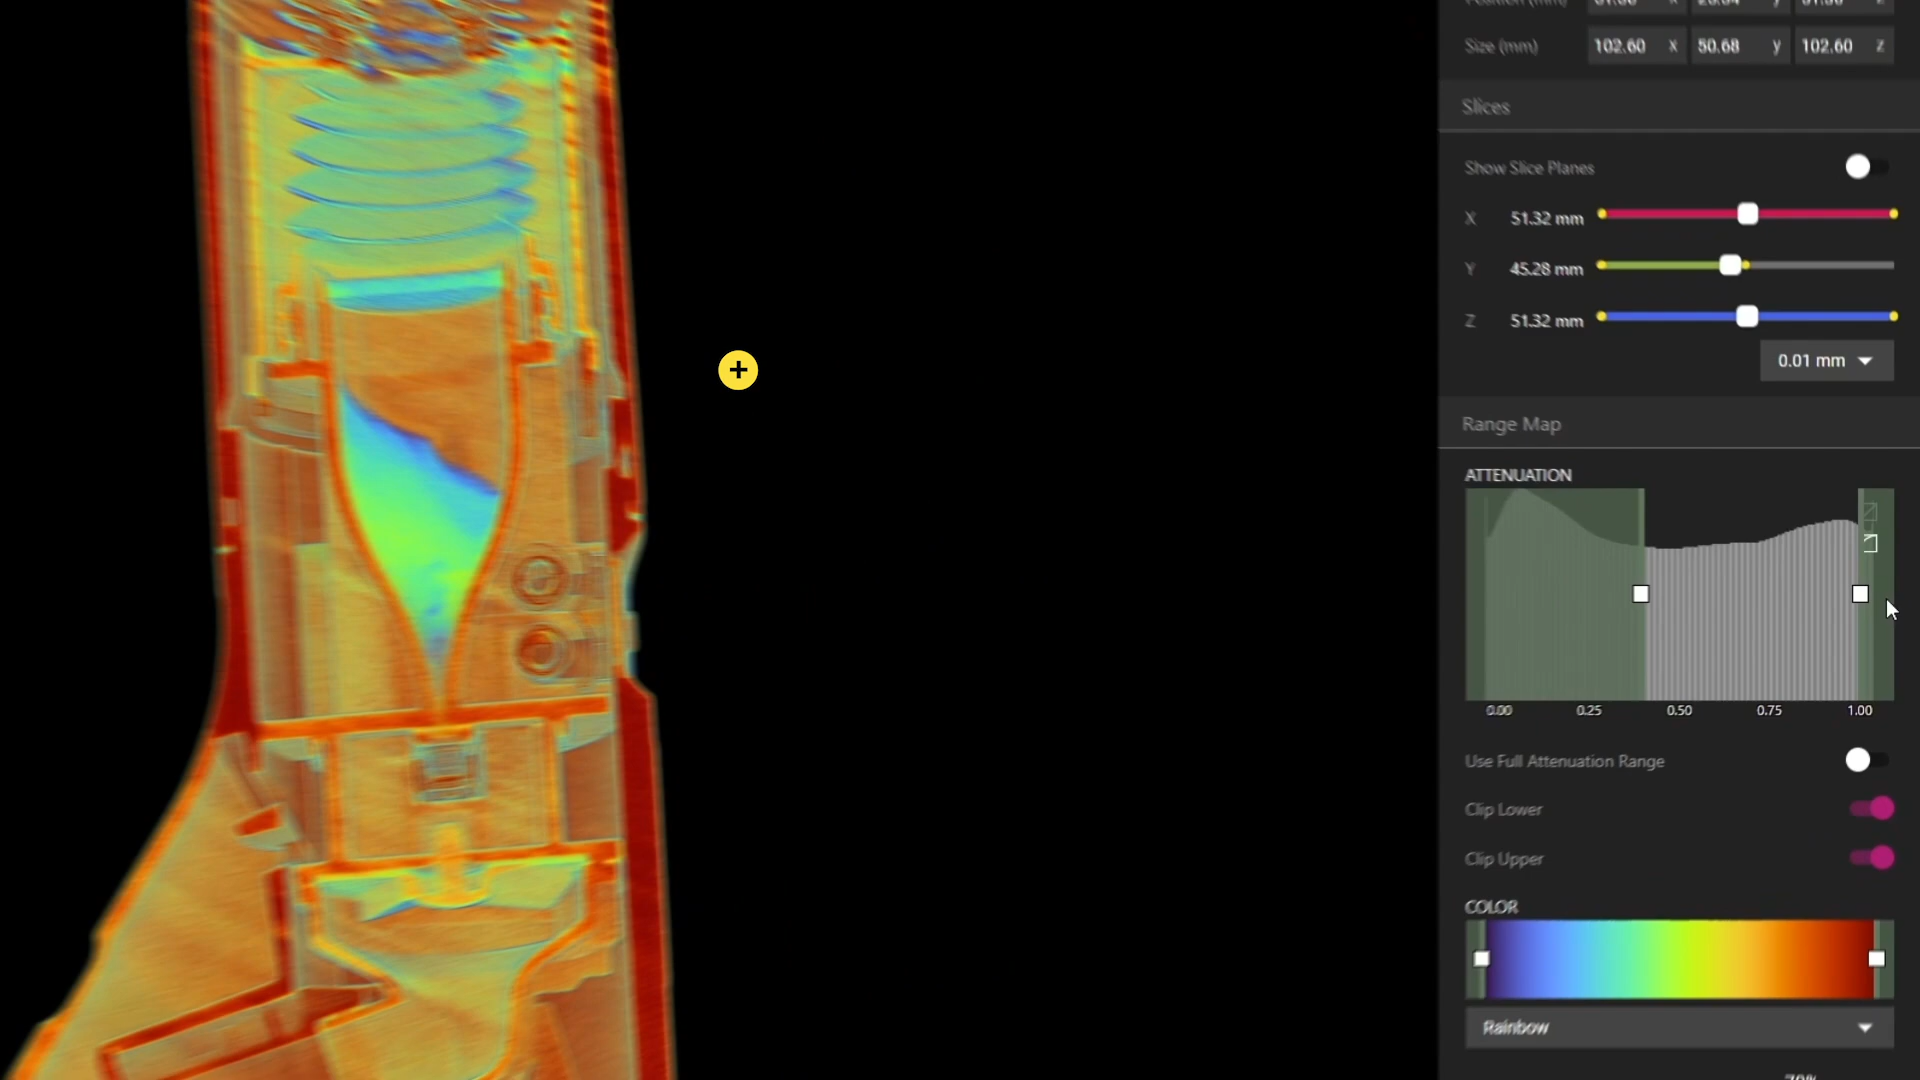 Size (mm) 102.60 x 50.68 y 102.60 z
Slices
Show Slice Planes
X 51.32 mm
Y 45.28 mm
Z 51.32 mm
0.01 mm
Range Map
ATTENUATION
0.00 0.25 0.50 0.75 1.00
Use Full Attenuation Range
Clip Lower
Clip Upper
COLOR
Rainbow